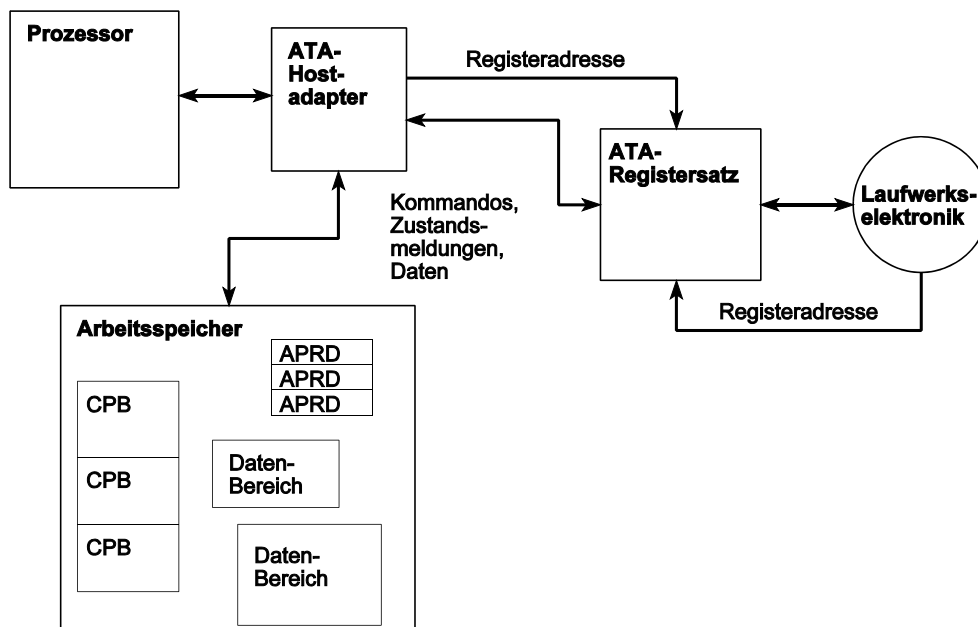 Prozessor
ATA-
Host-
adapter
Registeradresse
ATA-
Registersatz
Laufwerks-
elektronik
Kommandos,
Zustands-
meldungen,
Daten
Registeradresse
Arbeitsspeicher
APRD
APRD
APRD
CPB
CPB
CPB
Daten-
Bereich
Daten-
Bereich